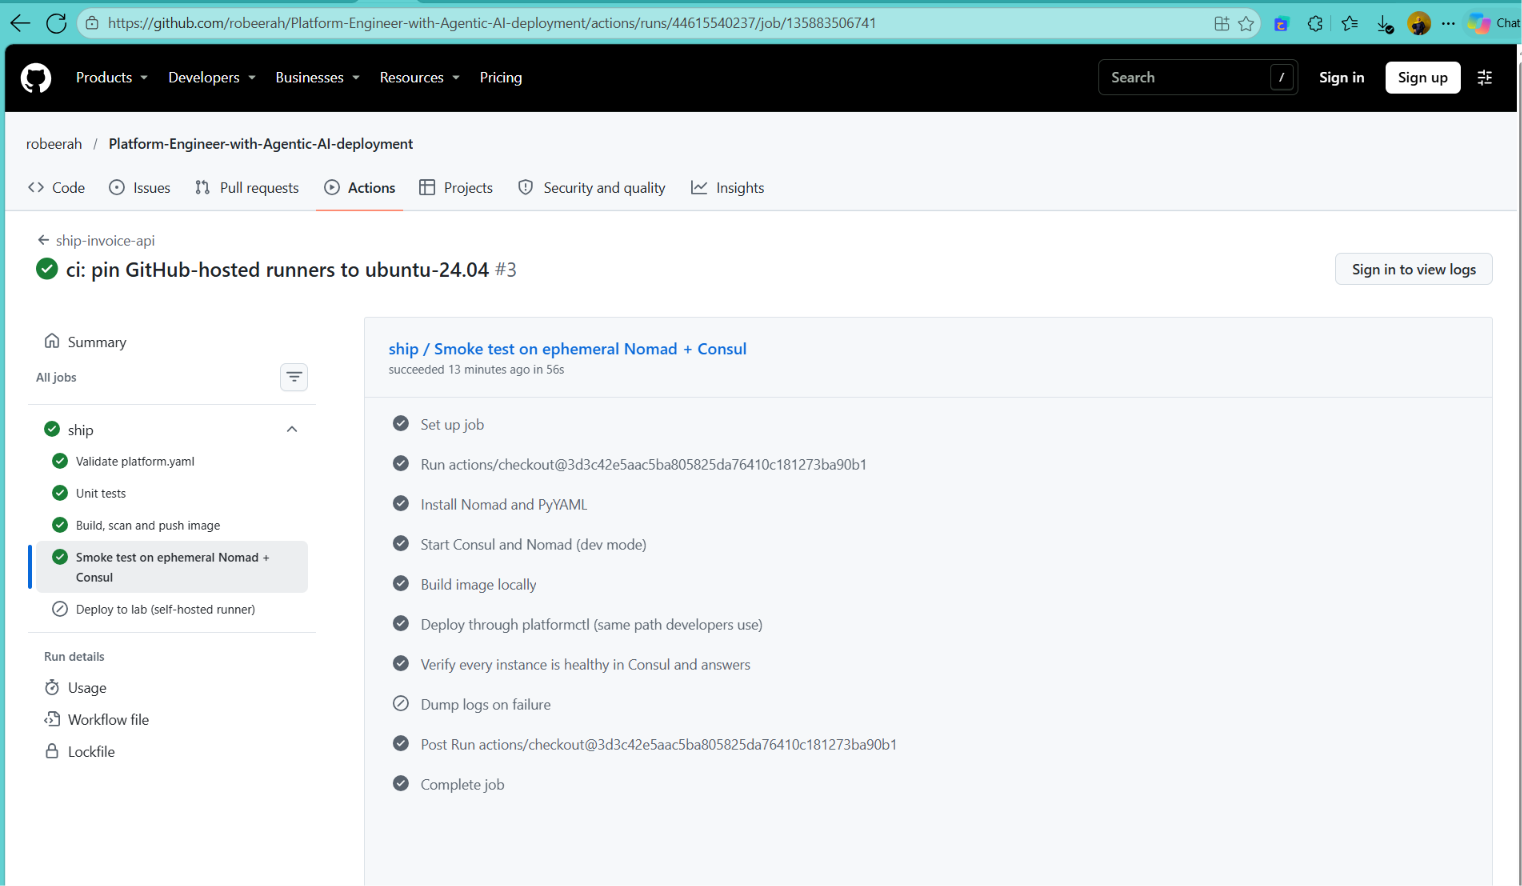 https://github.com/robeerah/Platform-Engineer-with-Agentic-AI-deployment/actions/runs/44615540237/job/135883506741
Chat
Products Developers Businesses Resources Pricing
Search / Sign in Sign up
robeerah / Platform-Engineer-with-Agentic-AI-deployment
Code Issues Pull requests Actions Projects Security and quality Insights
ship-invoice-api
ci: pin GitHub-hosted runners to ubuntu-24.04 #3
Sign in to view logs
Summary
All jobs
ship
Validate platform.yaml
Unit tests
Build, scan and push image
Smoke test on ephemeral Nomad +
Consul
Deploy to lab (self-hosted runner)
Run details
Usage
Workflow file
Lockfile
ship / Smoke test on ephemeral Nomad + Consul
succeeded 13 minutes ago in 56s
Set up job
Run actions/checkout@3d3c42e5aac5ba805825da76410c181273ba90b1
Install Nomad and PyYAML
Start Consul and Nomad (dev mode)
Build image locally
Deploy through platformctl (same path developers use)
Verify every instance is healthy in Consul and answers
Dump logs on failure
Post Run actions/checkout@3d3c42e5aac5ba805825da76410c181273ba90b1
Complete job